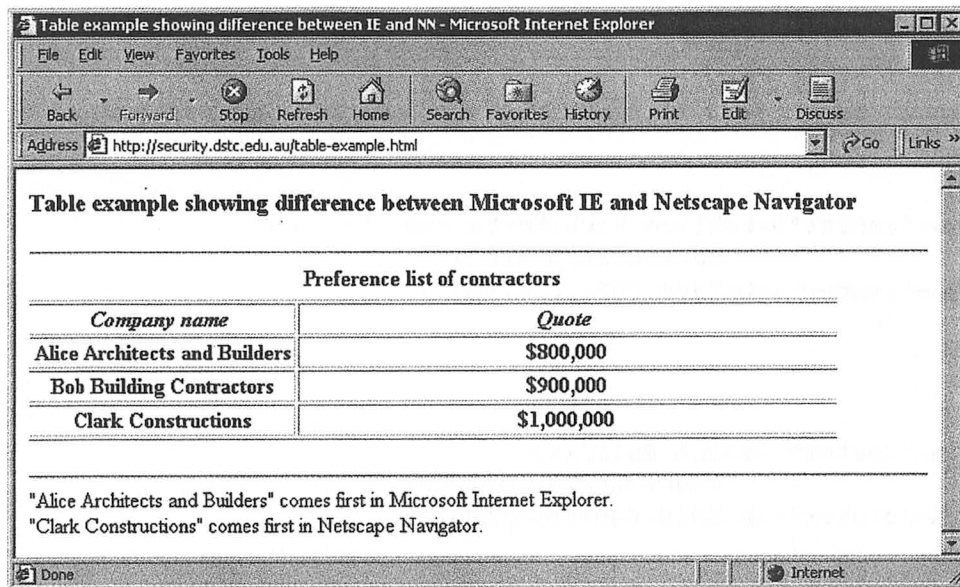 Table example showing difference between IE and NN - Microsoft Internet Explorer
File Edit View Favorites Tools Help
Back Forward Stop Refresh Home Search Favorites History Print Edit Discuss
Address http://security.dstc.edu.au/table-example.html Go Links »
Table example showing difference between Microsoft IE and Netscape Navigator
Preference list of contractors
Company name Quote
Alice Architects and Builders $800,000
Bob Building Contractors $900,000
Clark Constructions $1,000,000
"Alice Architects and Builders" comes first in Microsoft Internet Explorer.
"Clark Constructions" comes first in Netscape Navigator.
Done Internet